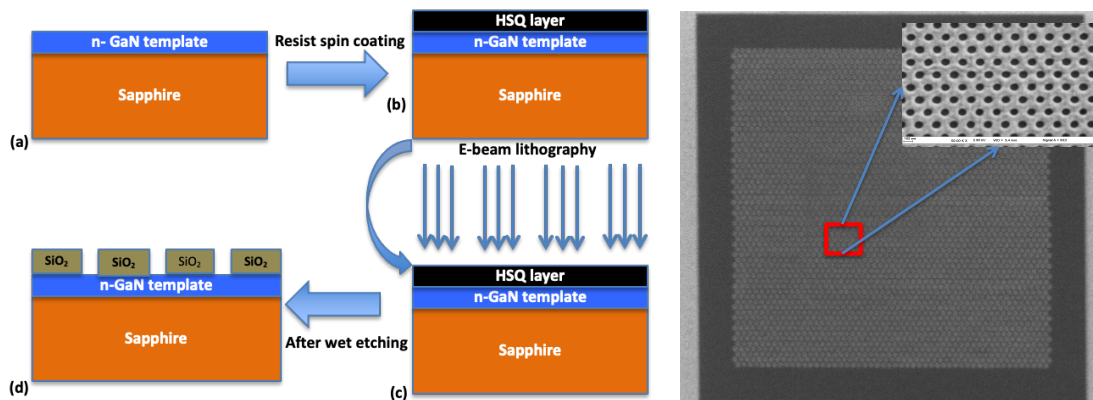 n- GaN template
Sapphire
(a)
Resist spin coating
HSQ layer
n-GaN template
Sapphire
(b)
E-beam lithography
HSQ layer
n-GaN template
Sapphire
(c)
After wet etching
SiO₂ SiO₂ SiO₂ SiO₂
n-GaN template
Sapphire
(d)